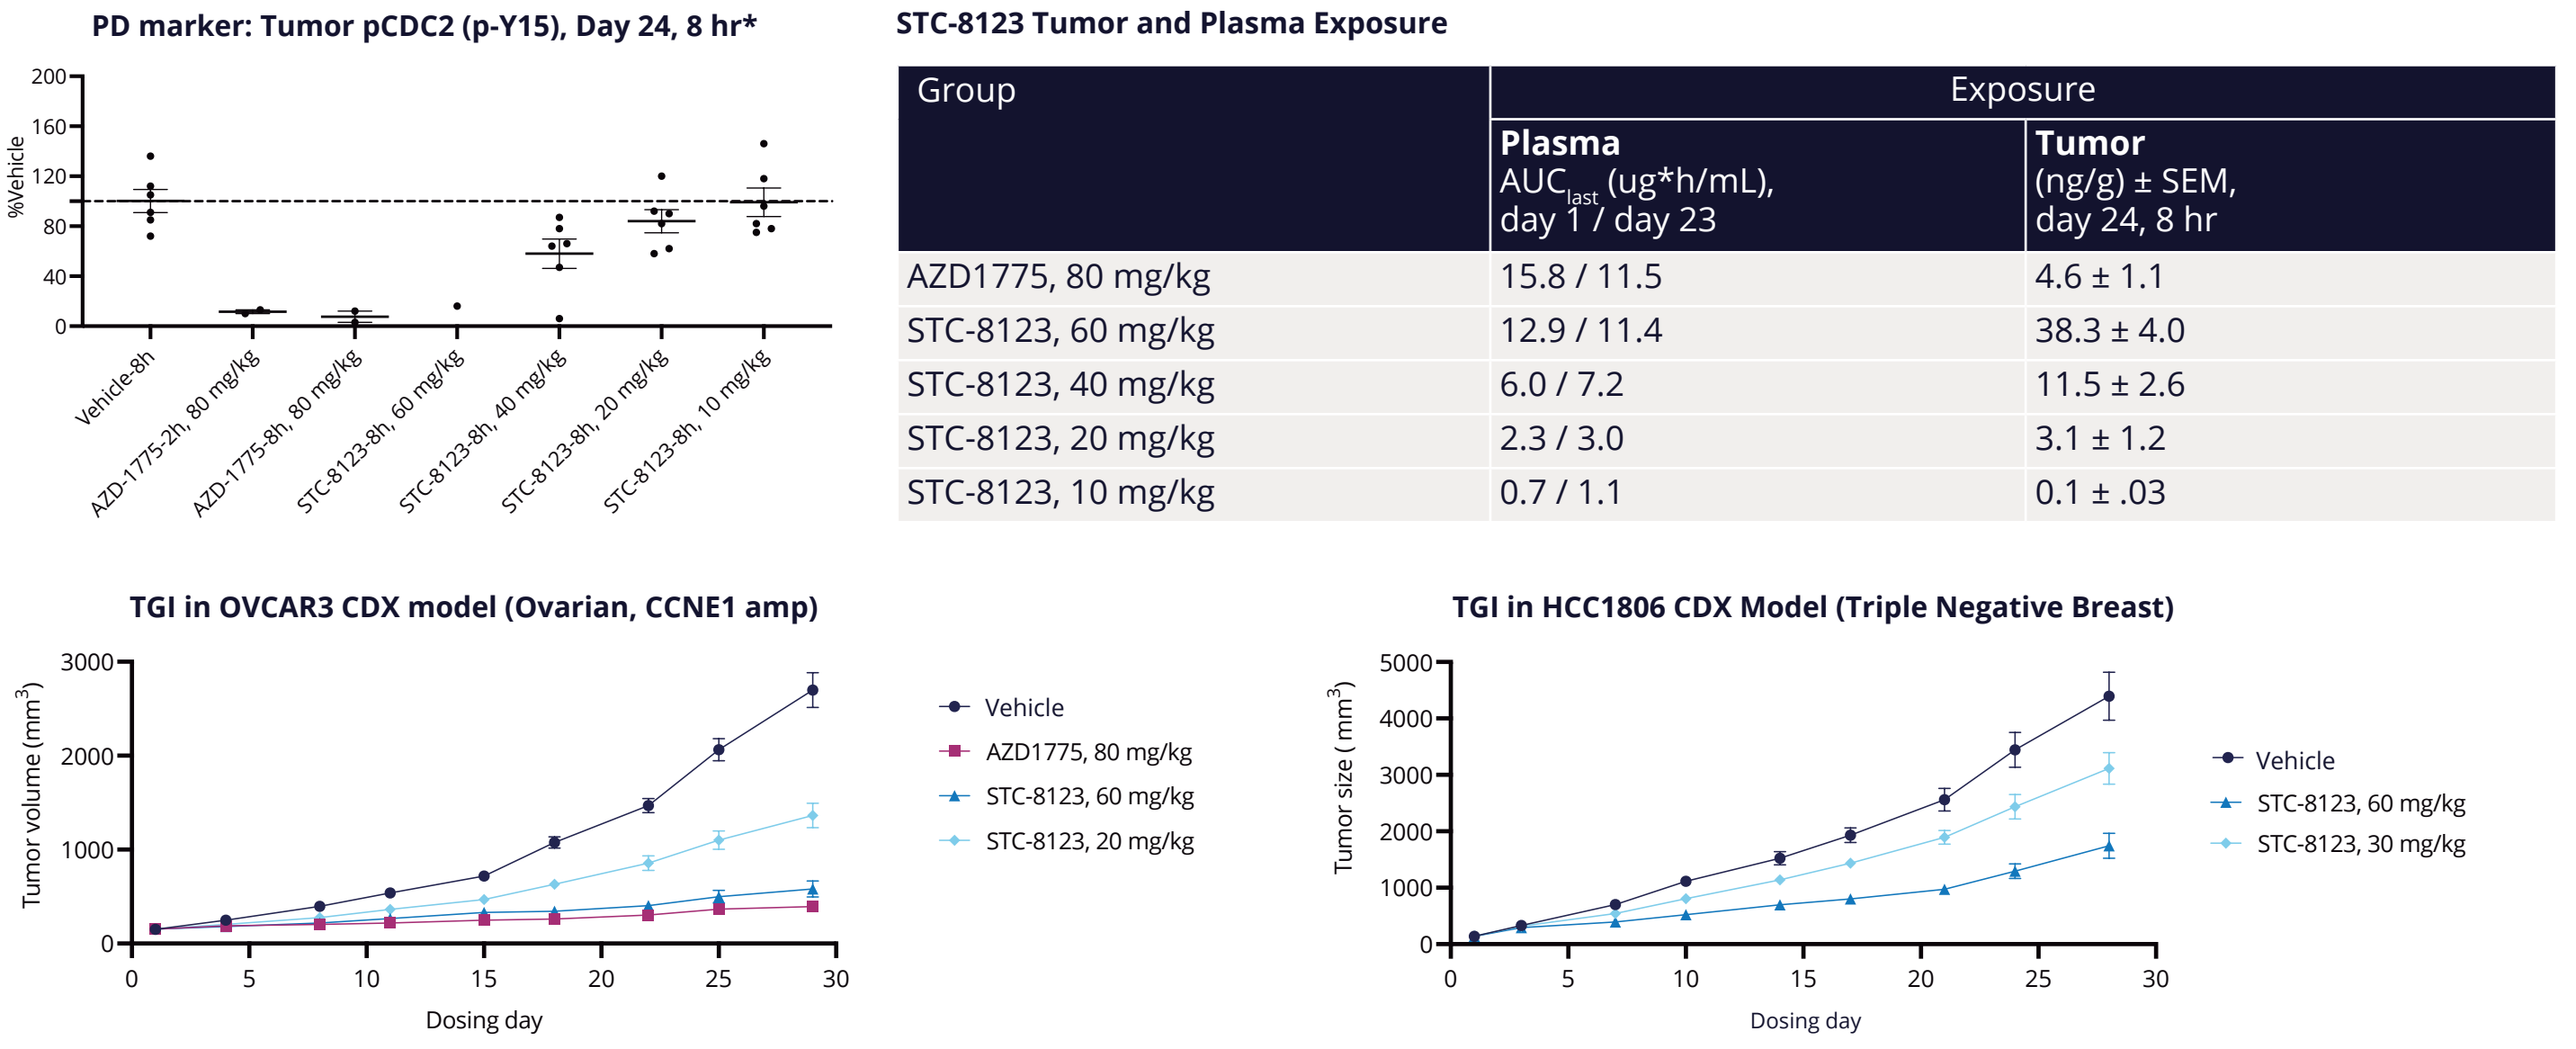 PD marker: Tumor pCDC2 (p-Y15), Day 24, 8 hr*
%Vehicle
200
160
120
80
40
0
Vehicle-8h
AZD-1775-2h, 80 mg/kg
AZD-1775-8h, 80 mg/kg
STC-8123-8h, 60 mg/kg
STC-8123-8h, 40 mg/kg
STC-8123-8h, 20 mg/kg
STC-8123-8h, 10 mg/kg
STC-8123 Tumor and Plasma Exposure
Group
Exposure
Plasma
AUClast (ug*h/mL),
day 1 / day 23
Tumor
(ng/g) ± SEM,
day 24, 8 hr
AZD1775, 80 mg/kg 15.8 / 11.5 4.6 ± 1.1
STC-8123, 60 mg/kg 12.9 / 11.4 38.3 ± 4.0
STC-8123, 40 mg/kg 6.0 / 7.2 11.5 ± 2.6
STC-8123, 20 mg/kg 2.3 / 3.0 3.1 ± 1.2
STC-8123, 10 mg/kg 0.7 / 1.1 0.1 ± .03
TGI in OVCAR3 CDX model (Ovarian, CCNE1 amp)
Tumor volume (mm3)
3000
2000
1000
0
0 5 10 15 20 25 30
Dosing day
Vehicle
AZD1775, 80 mg/kg
STC-8123, 60 mg/kg
STC-8123, 20 mg/kg
TGI in HCC1806 CDX Model (Triple Negative Breast)
Tumor size ( mm3)
5000
4000
3000
2000
1000
0
0 5 10 15 20 25 30
Dosing day
Vehicle
STC-8123, 60 mg/kg
STC-8123, 30 mg/kg